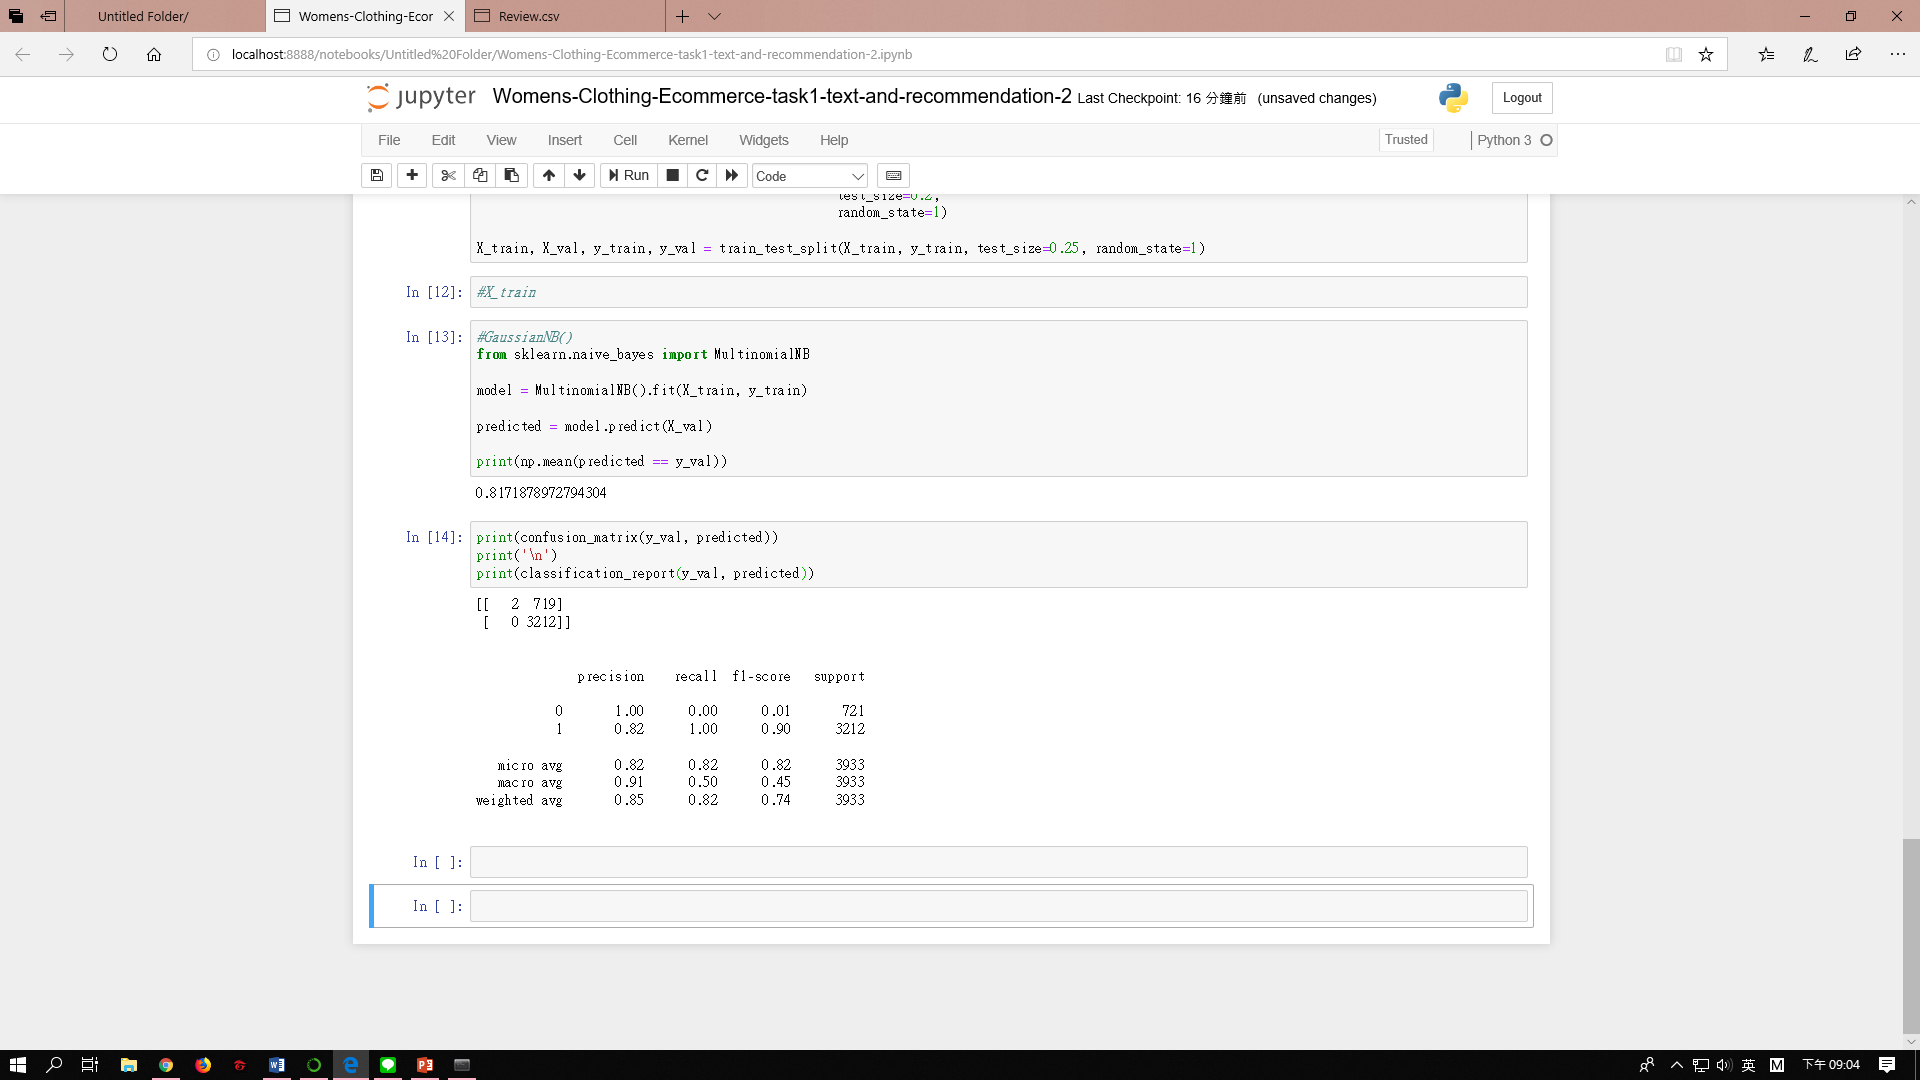 Untitled Folder/
Womens-Clothing-Ecor
Review.csv
localhost:8888/notebooks/Untitled%20Folder/Womens-Clothing-Ecommerce-task1-text-and-recommendation-2.ipynb
jupyter Womens-Clothing-Ecommerce-task1-text-and-recommendation-2 Last Checkpoint: 16 分鐘前 (unsaved changes)
Logout
File Edit View Insert Cell Kernel Widgets Help
Trusted
Python 3
Run
Code
test_size=0.2,
random_state=1)
X_train, X_val, y_train, y_val = train_test_split(X_train, y_train, test_size=0.25, random_state=1)
In [12]: #X_train
In [13]: #GaussianNB()
from sklearn.naive_bayes import MultinomialNB
model = MultinomialNB().fit(X_train, y_train)
predicted = model.predict(X_val)
print(np.mean(predicted == y_val))
0.8171878972794304
In [14]: print(confusion_matrix(y_val, predicted))
print('\n')
print(classification_report(y_val, predicted))
[[ 2 719]
[ 0 3212]]
precision recall f1-score support
0 1.00 0.00 0.01 721
1 0.82 1.00 0.90 3212
micro avg 0.82 0.82 0.82 3933
macro avg 0.91 0.50 0.45 3933
weighted avg 0.85 0.82 0.74 3933
In [ ]:
In [ ]:
英
M
下午 09:04